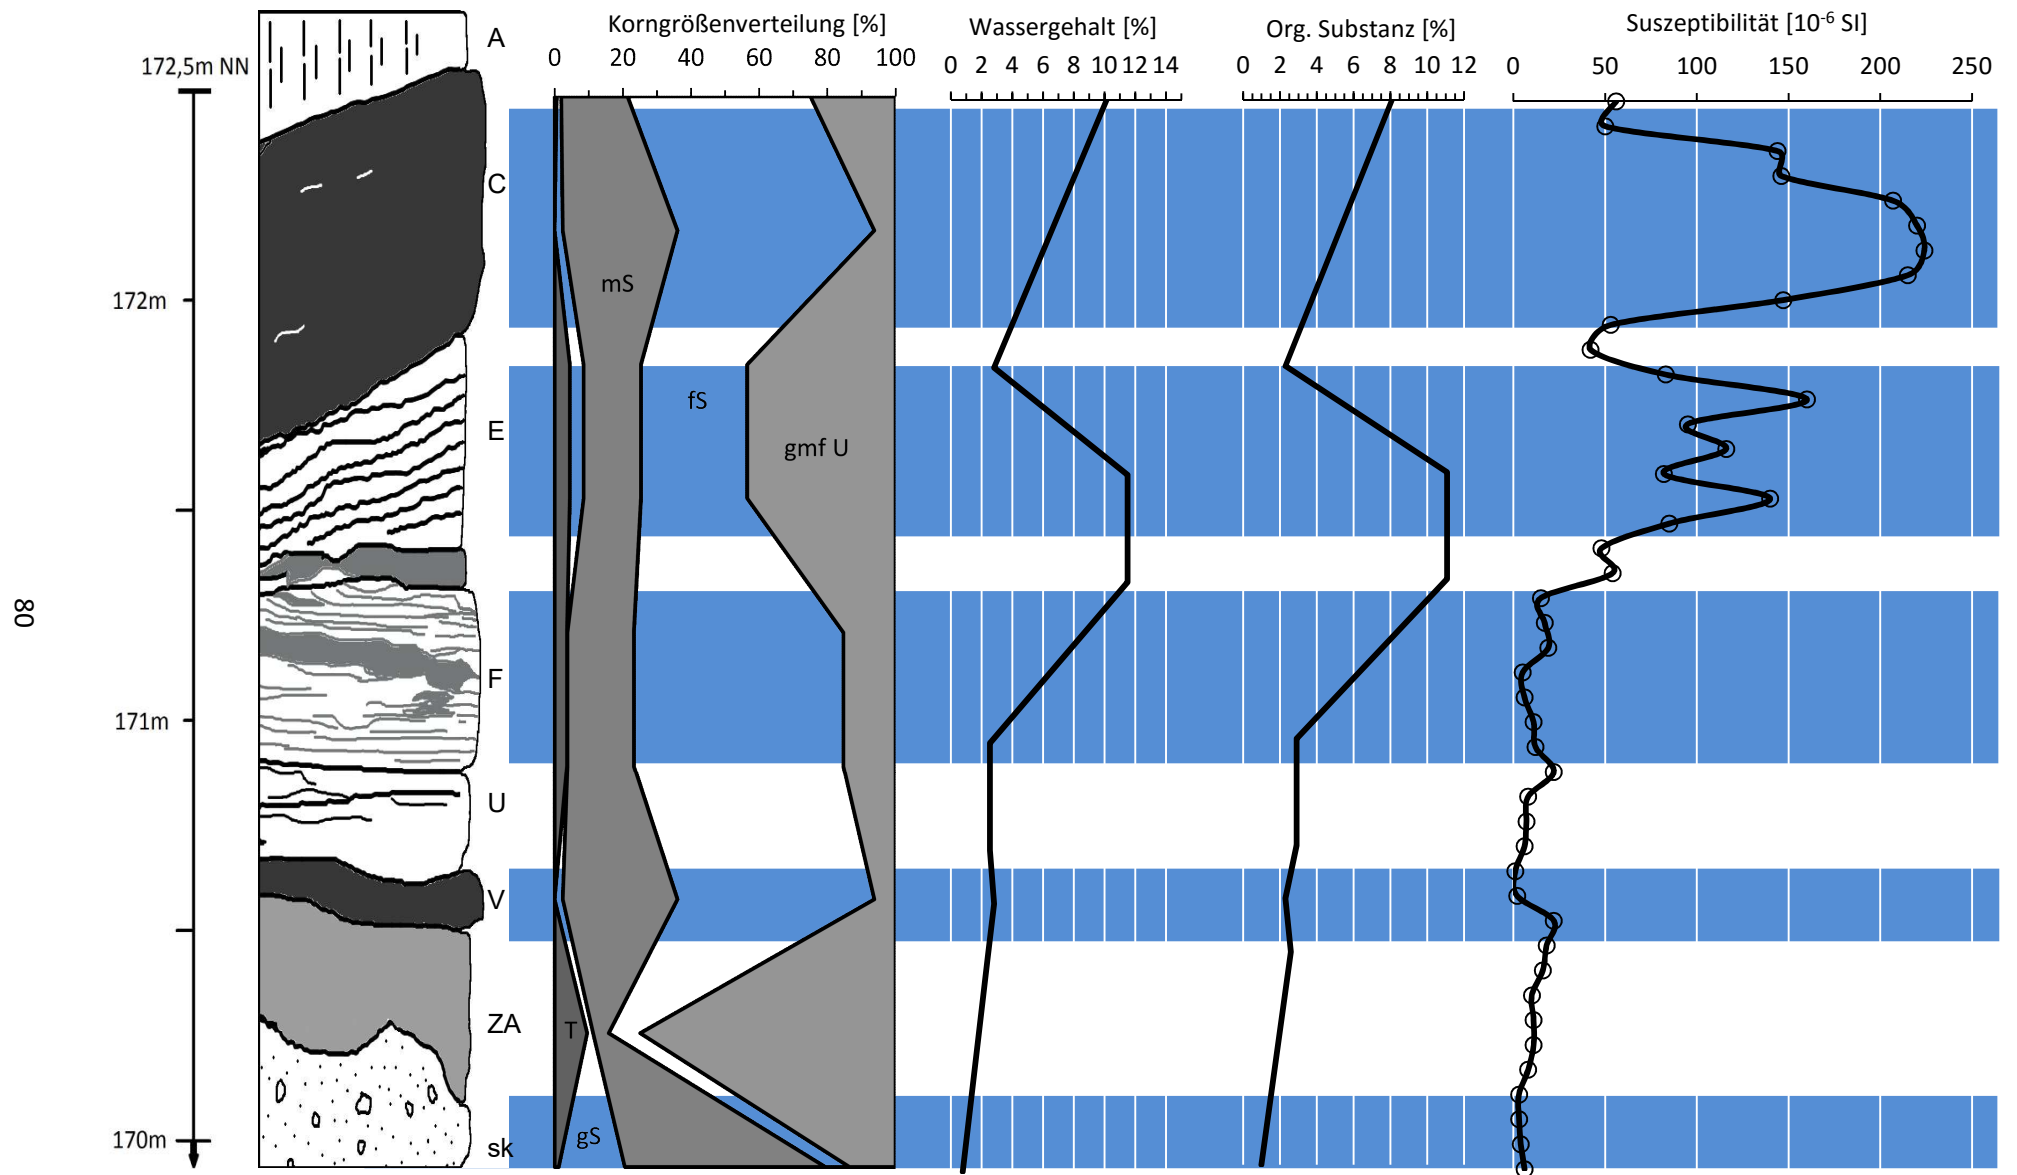 Korngrößenverteilung [%]
Wassergehalt [%]
Org. Substanz [%]
Suszeptibilität [10-6 SI]
0 20 40 60 80 100
0 2 4 6 8 10 12 14
0 2 4 6 8 10 12
0 50 100 150 200 250
172,5m NN
A
C
mS
172m
fS
E
gmf U
80
F
171m
U
V
ZA
T
170m
sk
gS